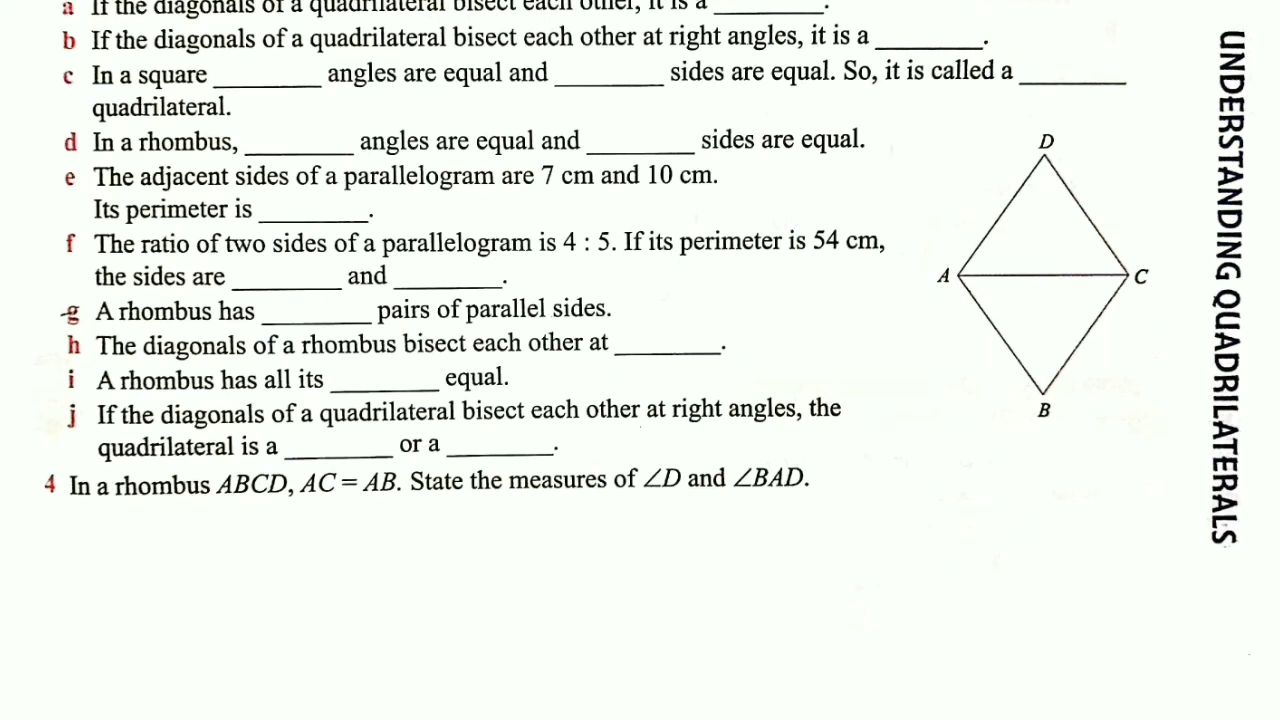 a If the diagonals of a quadrilateral bisect each other, it is a ________.
b If the diagonals of a quadrilateral bisect each other at right angles, it is a ________.
c In a square ________ angles are equal and ________ sides are equal. So, it is called a ________
quadrilateral.
d In a rhombus, ________ angles are equal and ________ sides are equal.
e The adjacent sides of a parallelogram are 7 cm and 10 cm.
Its perimeter is ________.
f The ratio of two sides of a parallelogram is 4 : 5. If its perimeter is 54 cm,
the sides are ________ and ________.
g A rhombus has ________ pairs of parallel sides.
h The diagonals of a rhombus bisect each other at ________.
i A rhombus has all its ________ equal.
j If the diagonals of a quadrilateral bisect each other at right angles, the
quadrilateral is a ________ or a ________.
4 In a rhombus ABCD, AC = AB. State the measures of ∠D and ∠BAD.
D
A
C
B
UNDERSTANDING QUADRILATERALS